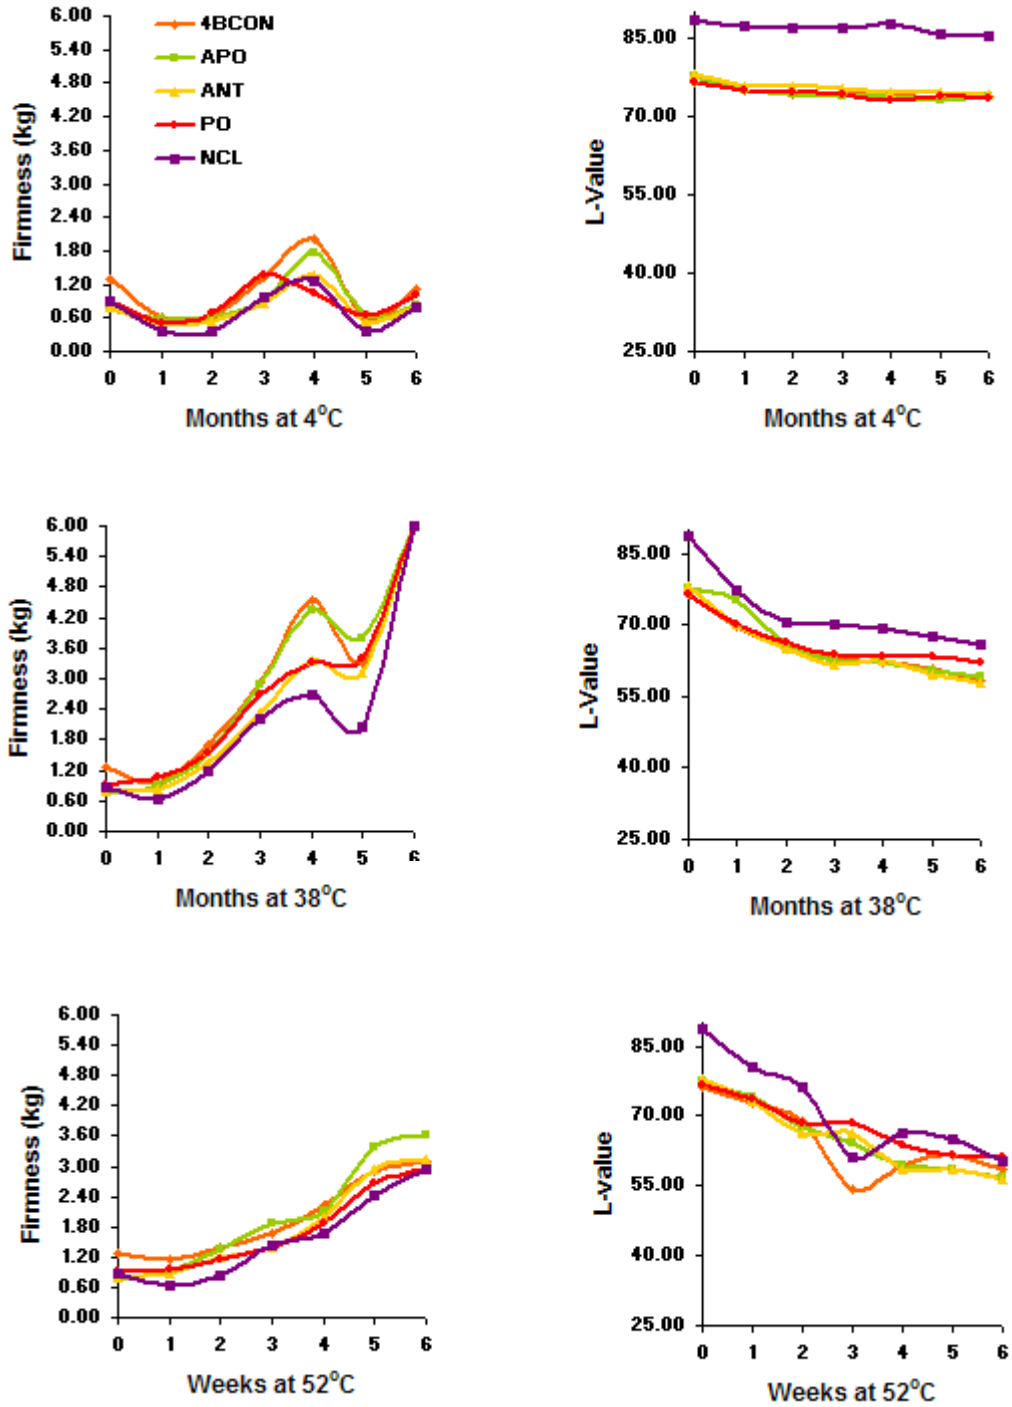 6.00
5.40
4.80
4.20
3.60
3.00
2.40
1.80
1.20
0.60
0.00
Firmness (kg)
4BCON
APO
ANT
PO
NCL
0 1 2 3 4 5 6
Months at 4°C
85.00
70.00
55.00
40.00
25.00
L-Value
0 1 2 3 4 5 6
Months at 4°C
6.00
5.40
4.80
4.20
3.60
3.00
2.40
1.80
1.20
0.60
0.00
Firmness (kg)
0 1 2 3 4 5 6
Months at 38°C
85.00
70.00
55.00
40.00
25.00
L-Value
0 1 2 3 4 5 6
Months at 38°C
6.00
5.40
4.80
4.20
3.60
3.00
2.40
1.80
1.20
0.60
0.00
Firmness (kg)
0 1 2 3 4 5 6
Weeks at 52°C
85.00
70.00
55.00
40.00
25.00
L-value
0 1 2 3 4 5 6
Weeks at 52°C